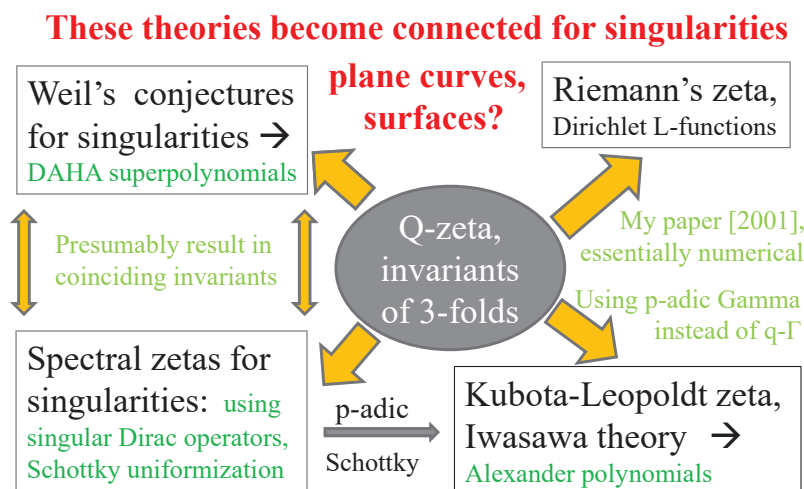 These theories become connected for singularities
plane curves,
surfaces?
Weil's conjectures
for singularities →
DAHA superpolynomials
Riemann's zeta,
Dirichlet L-functions
Presumably result in
coinciding invariants
Q-zeta,
invariants
of 3-folds
My paper [2001],
essentially numerical
Using p-adic Gamma
instead of q-Γ
Spectral zetas for
singularities: using
singular Dirac operators,
Schottky uniformization
p-adic
Schottky
Kubota-Leopoldt zeta,
Iwasawa theory →
Alexander polynomials